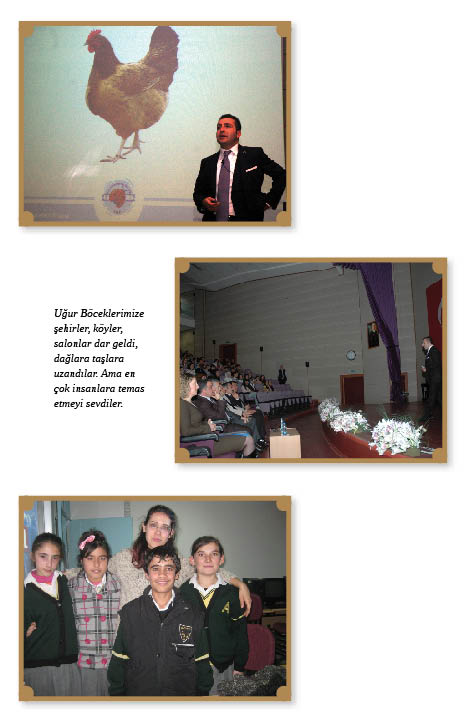 Uğur Böceklerimize
şehirler, köyler,
salonlar dar geldi,
dağlara taşlara
uzandılar. Ama en
çok insanlara temas
etmeyi sevdiler.